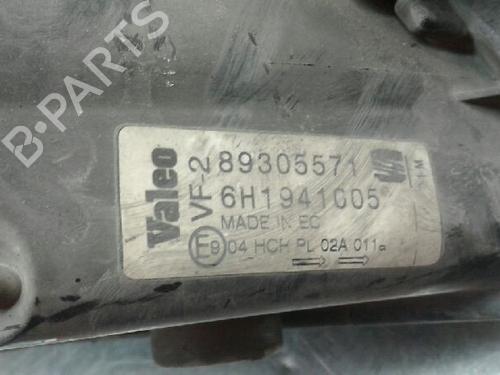 B-PARTS
Valeo
VF-2
89305571
6H1941005
MADE IN EC
E9 04 HCH PL 02A 011